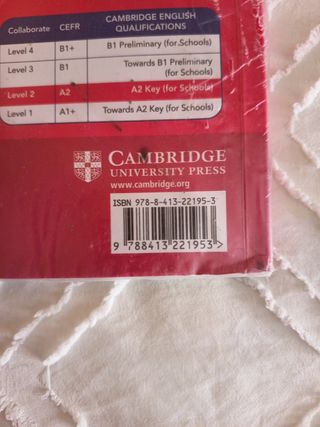 Collaborate CEFR CAMBRIDGE ENGLISH QUALIFICATIONS
Level 4 B1+ B1 Preliminary (for Schools)
Level 3 B1 Towards B1 Preliminary (for Schools)
Level 2 A2 A2 Key (for Schools)
Level 1 A1+ Towards A2 Key (for Schools)
CAMBRIDGE
UNIVERSITY PRESS
www.cambridge.org
ISBN 978-8-413-22195-3
9 788413 221953 >